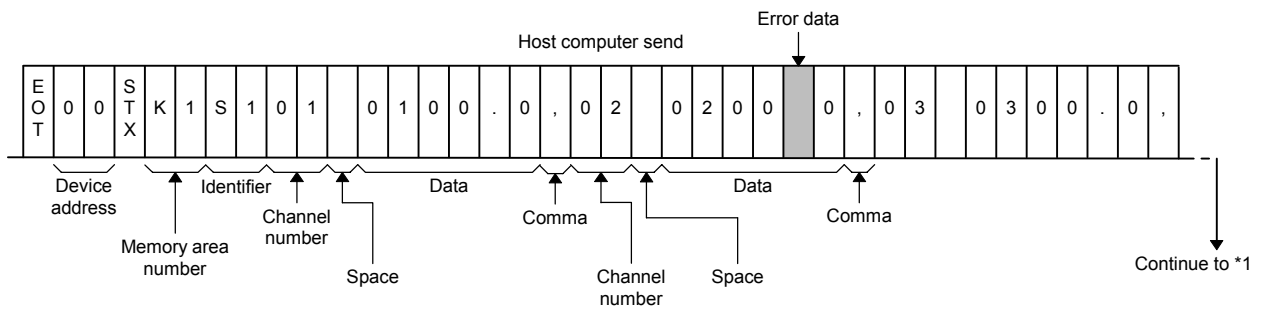 Error data
Host computer send
EOT 0 0 STX K 1 S 1 0 1 0 1 0 0 . 0 , 0 2 0 2 0 0 0 , 0 3 0 3 0 0 . 0 ,
Device address
Identifier
Data
Comma
Data
Comma
Memory area number
Channel number
Space
Channel number
Space
Continue to *1